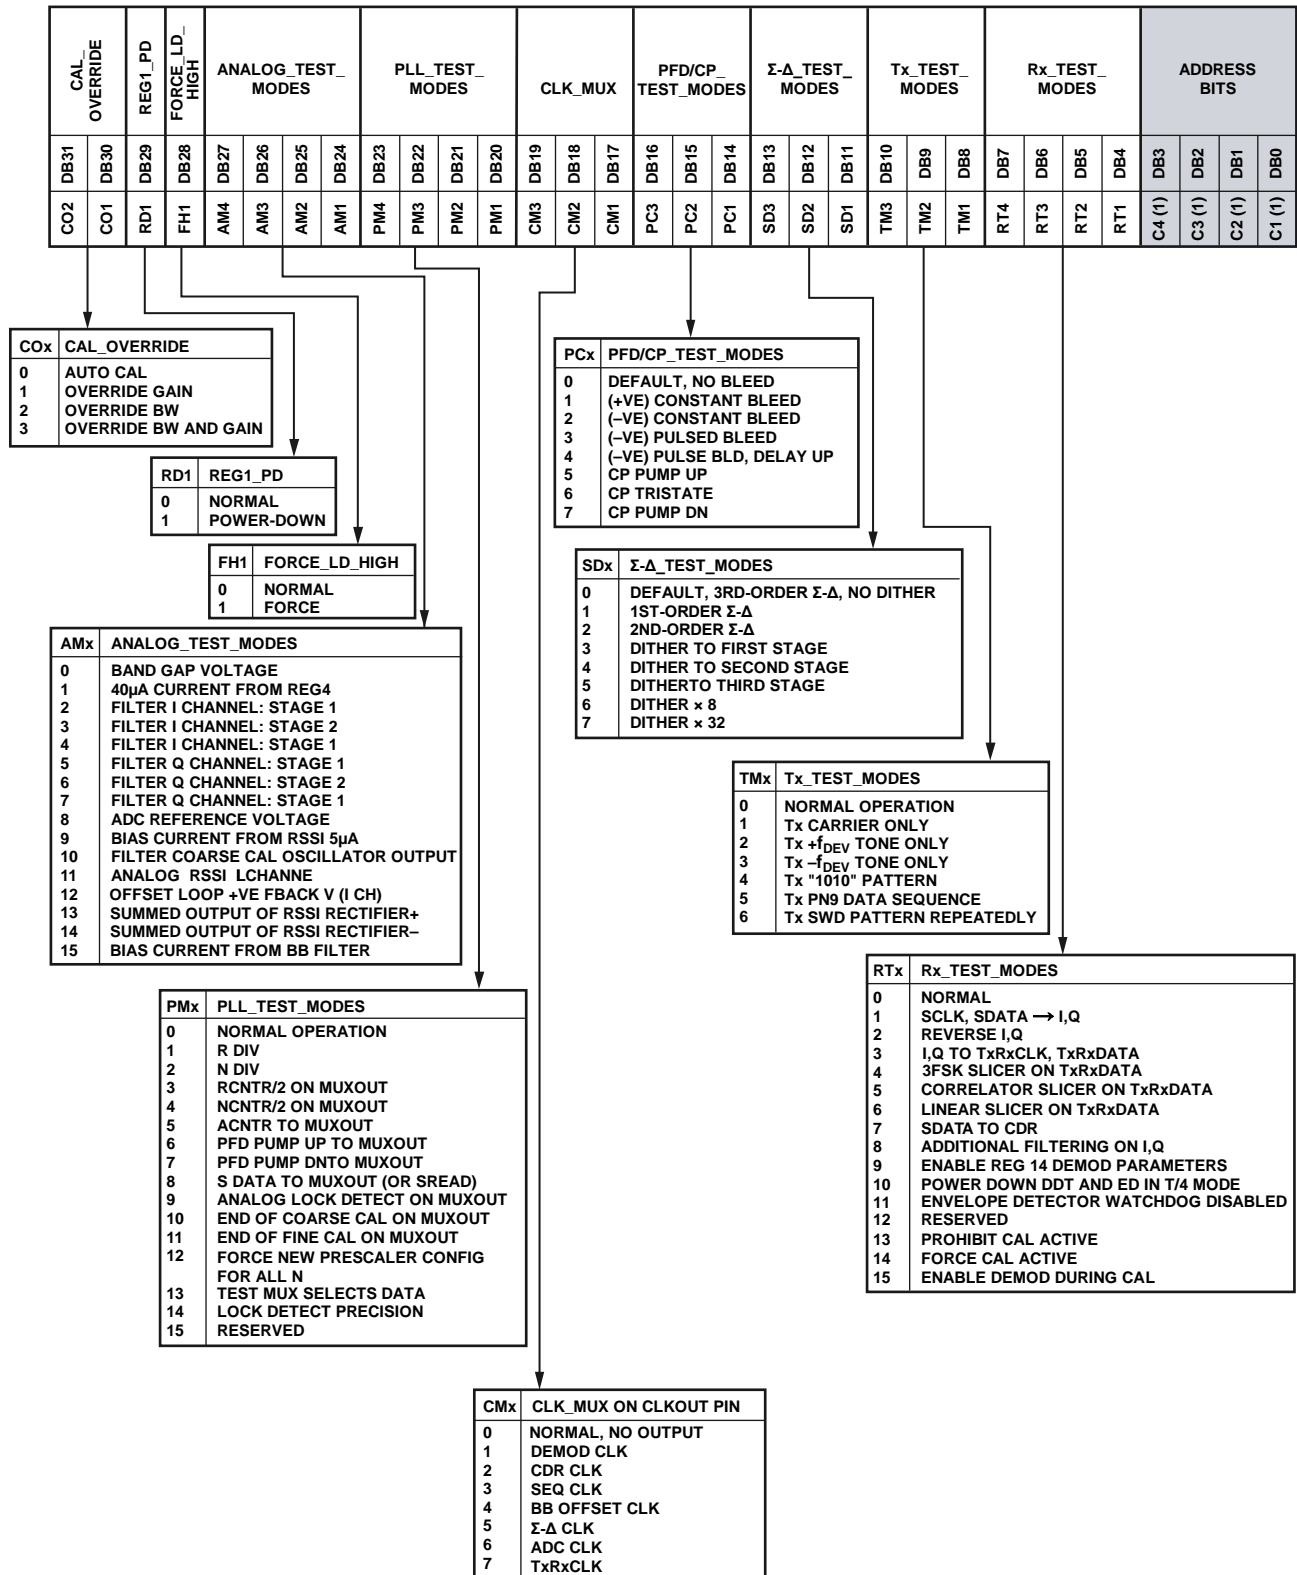 CAL_
OVERRIDE
REG1_PD
FORCE_LD_
HIGH
ANALOG_TEST_
MODES
PLL_TEST_
MODES
CLK_MUX
PFD/CP_
TEST_MODES
Σ-Δ_TEST_
MODES
Tx_TEST_
MODES
Rx_TEST_
MODES
ADDRESS
BITS
DB31 DB30 DB29 DB28 DB27 DB26 DB25 DB24 DB23 DB22 DB21 DB20 DB19 DB18 DB17 DB16 DB15 DB14 DB13 DB12 DB11 DB10 DB9 DB8 DB7 DB6 DB5 DB4 DB3 DB2 DB1 DB0
CO2 CO1 RD1 FH1 AM4 AM3 AM2 AM1 PM4 PM3 PM2 PM1 CM3 CM2 CM1 PC3 PC2 PC1 SD3 SD2 SD1 TM3 TM2 TM1 RT4 RT3 RT2 RT1 C4 (1) C3 (1) C2 (1) C1 (1)
COx CAL_OVERRIDE
0 AUTO CAL
1 OVERRIDE GAIN
2 OVERRIDE BW
3 OVERRIDE BW AND GAIN
PCx PFD/CP_TEST_MODES
0 DEFAULT, NO BLEED
1 (+VE) CONSTANT BLEED
2 (–VE) CONSTANT BLEED
3 (–VE) PULSED BLEED
4 (–VE) PULSE BLD, DELAY UP
5 CP PUMP UP
6 CP TRISTATE
7 CP PUMP DN
RD1 REG1_PD
0 NORMAL
1 POWER-DOWN
FH1 FORCE_LD_HIGH
0 NORMAL
1 FORCE
SDx Σ-Δ_TEST_MODES
0 DEFAULT, 3RD-ORDER Σ-Δ, NO DITHER
1 1ST-ORDER Σ-Δ
2 2ND-ORDER Σ-Δ
3 DITHER TO FIRST STAGE
4 DITHER TO SECOND STAGE
5 DITHERTO THIRD STAGE
6 DITHER × 8
7 DITHER × 32
AMx ANALOG_TEST_MODES
0 BAND GAP VOLTAGE
1 40µA CURRENT FROM REG4
2 FILTER I CHANNEL: STAGE 1
3 FILTER I CHANNEL: STAGE 2
4 FILTER I CHANNEL: STAGE 1
5 FILTER Q CHANNEL: STAGE 1
6 FILTER Q CHANNEL: STAGE 2
7 FILTER Q CHANNEL: STAGE 1
8 ADC REFERENCE VOLTAGE
9 BIAS CURRENT FROM RSSI 5µA
10 FILTER COARSE CAL OSCILLATOR OUTPUT
11 ANALOG RSSI LCHANNE
12 OFFSET LOOP +VE FBACK V (I CH)
13 SUMMED OUTPUT OF RSSI RECTIFIER+
14 SUMMED OUTPUT OF RSSI RECTIFIER–
15 BIAS CURRENT FROM BB FILTER
TMx Tx_TEST_MODES
0 NORMAL OPERATION
1 Tx CARRIER ONLY
2 Tx +fDEV TONE ONLY
3 Tx –fDEV TONE ONLY
4 Tx "1010" PATTERN
5 Tx PN9 DATA SEQUENCE
6 Tx SWD PATTERN REPEATEDLY
RTx Rx_TEST_MODES
0 NORMAL
1 SCLK, SDATA → I,Q
2 REVERSE I,Q
3 I,Q TO TxRxCLK, TxRxDATA
4 3FSK SLICER ON TxRxDATA
5 CORRELATOR SLICER ON TxRxDATA
6 LINEAR SLICER ON TxRxDATA
7 SDATA TO CDR
8 ADDITIONAL FILTERING ON I,Q
9 ENABLE REG 14 DEMOD PARAMETERS
10 POWER DOWN DDT AND ED IN T/4 MODE
11 ENVELOPE DETECTOR WATCHDOG DISABLED
12 RESERVED
13 PROHIBIT CAL ACTIVE
14 FORCE CAL ACTIVE
15 ENABLE DEMOD DURING CAL
PMx PLL_TEST_MODES
0 NORMAL OPERATION
1 R DIV
2 N DIV
3 RCNTR/2 ON MUXOUT
4 NCNTR/2 ON MUXOUT
5 ACNTR TO MUXOUT
6 PFD PUMP UP TO MUXOUT
7 PFD PUMP DNTO MUXOUT
8 S DATA TO MUXOUT (OR SREAD)
9 ANALOG LOCK DETECT ON MUXOUT
10 END OF COARSE CAL ON MUXOUT
11 END OF FINE CAL ON MUXOUT
12 FORCE NEW PRESCALER CONFIG
FOR ALL N
13 TEST MUX SELECTS DATA
14 LOCK DETECT PRECISION
15 RESERVED
CMx CLK_MUX ON CLKOUT PIN
0 NORMAL, NO OUTPUT
1 DEMOD CLK
2 CDR CLK
3 SEQ CLK
4 BB OFFSET CLK
5 Σ-Δ CLK
6 ADC CLK
7 TxRxCLK